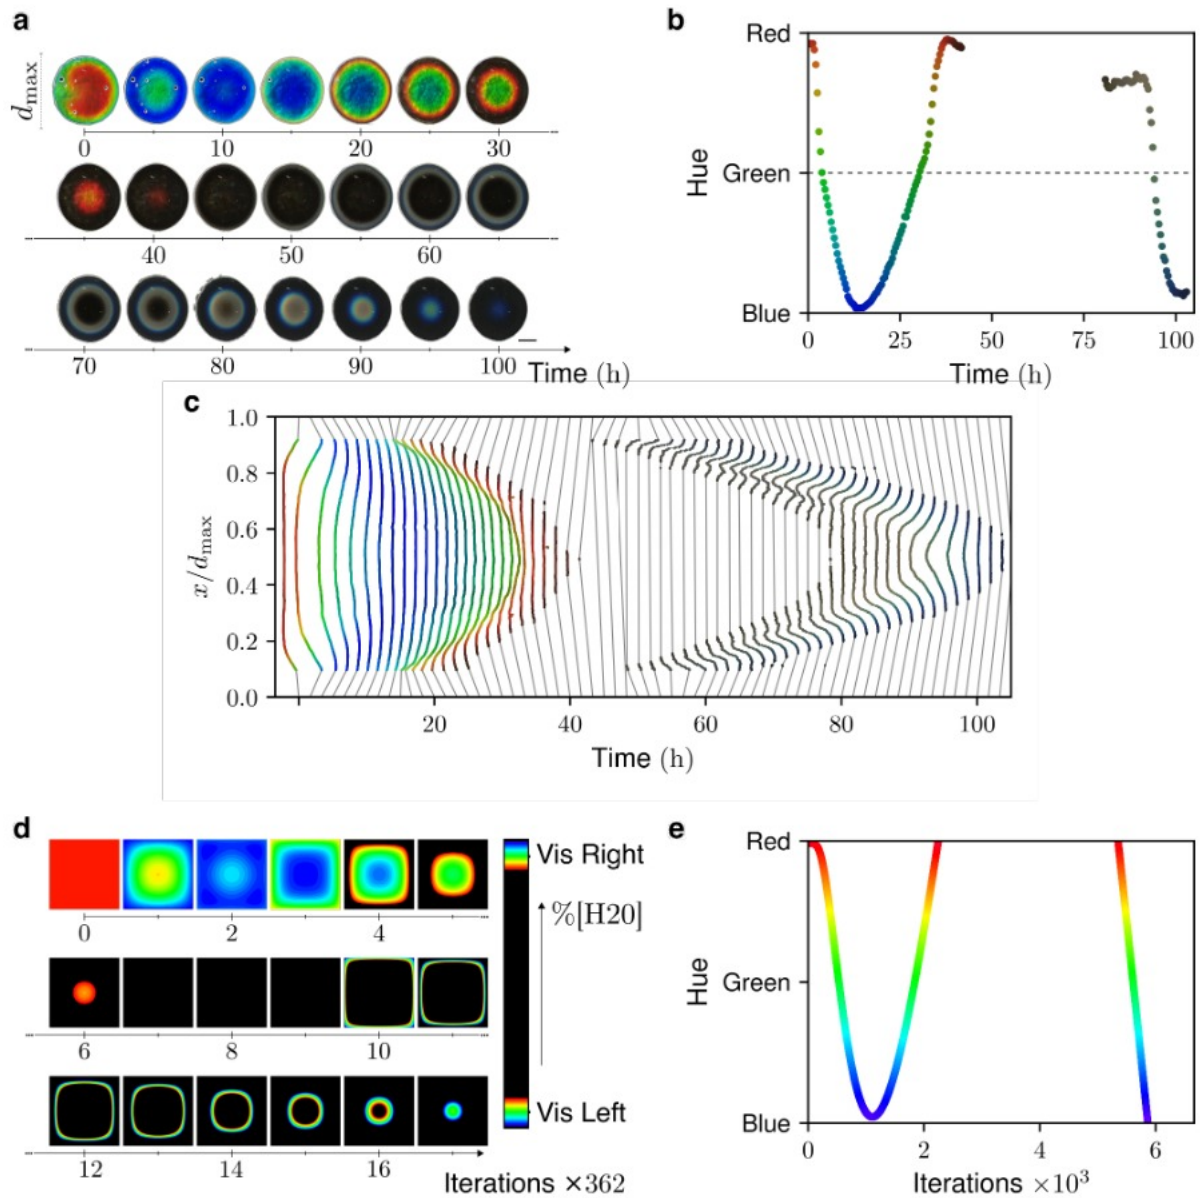 a
d_max
0 10 20 30
40 50 60
70 80 90 100
Time (h)
b
Red
Green
Blue
Hue
0 25 50 75 100
Time (h)
c
1.0
0.8
0.6
0.4
0.2
0.0
x/d_max
20 40 60 80 100
Time (h)
d
0 2 4
6 8 10
12 14 16
Iterations ×362
Vis Right
%[H20]
Vis Left
e
Red
Green
Blue
Hue
0 2 4 6
Iterations ×10³